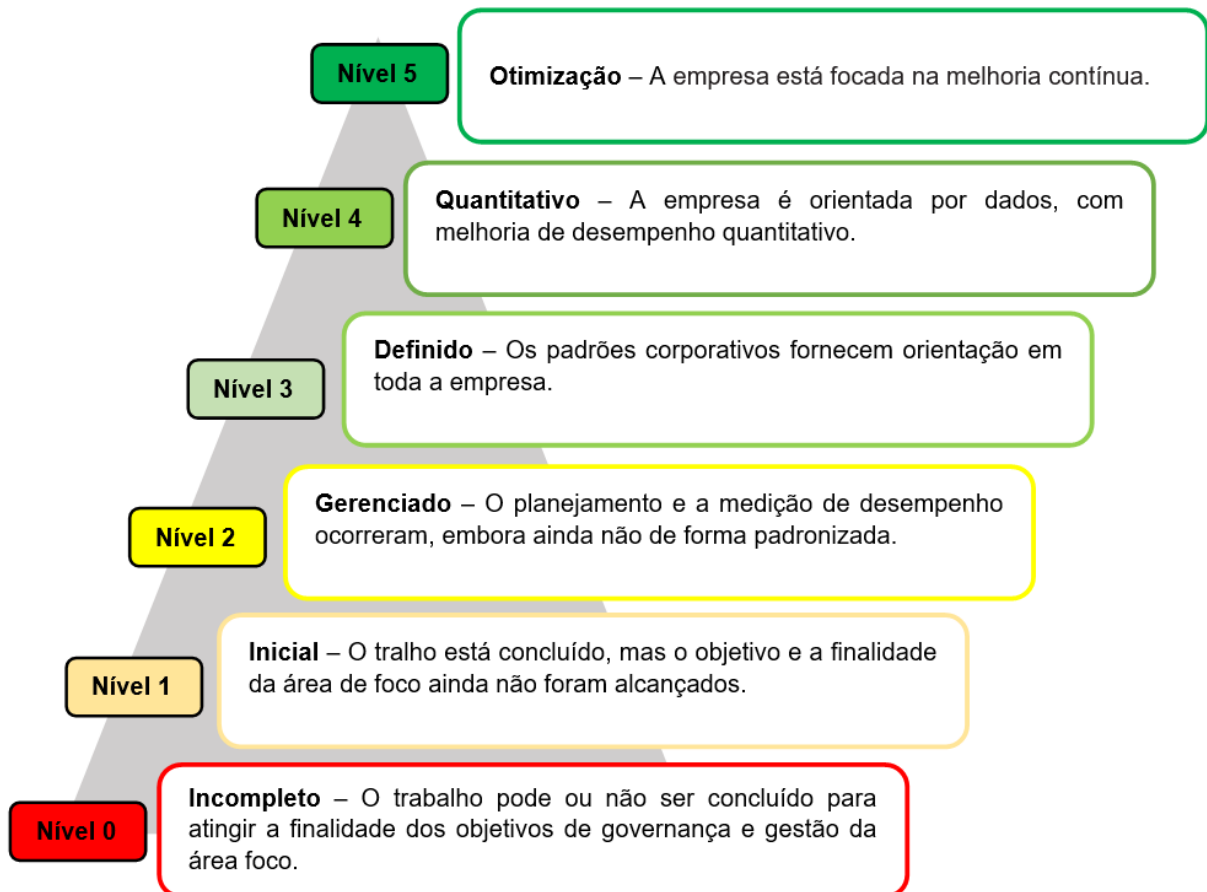 Nível 5
Otimização – A empresa está focada na melhoria contínua.
Nível 4
Quantitativo – A empresa é orientada por dados, com
melhoria de desempenho quantitativo.
Nível 3
Definido – Os padrões corporativos fornecem orientação em
toda a empresa.
Nível 2
Gerenciado – O planejamento e a medição de desempenho
ocorreram, embora ainda não de forma padronizada.
Nível 1
Inicial – O tralho está concluído, mas o objetivo e a finalidade
da área de foco ainda não foram alcançados.
Nível 0
Incompleto – O trabalho pode ou não ser concluído para
atingir a finalidade dos objetivos de governança e gestão da
área foco.